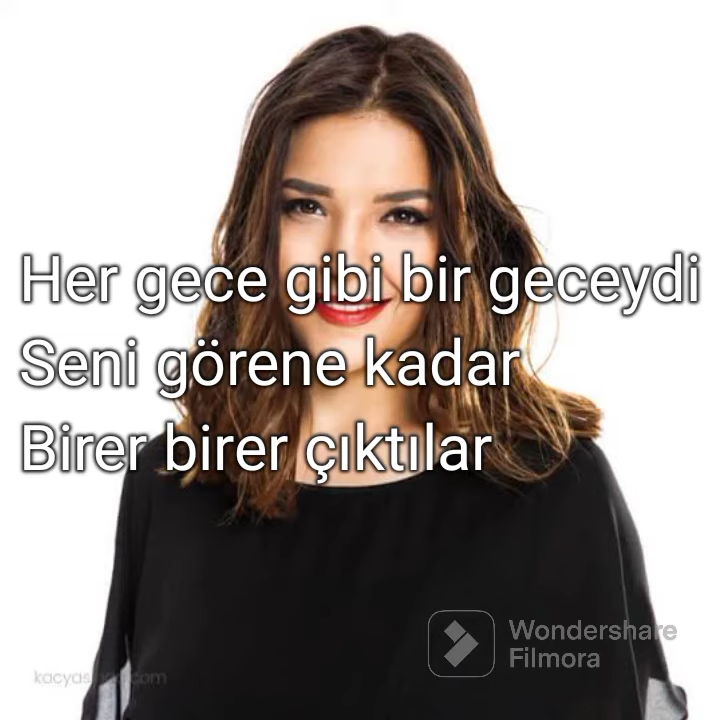 Her gece gibi bir geceydi
Seni görene kadar
Birer birer çıktılar
Wondershare
Filmora